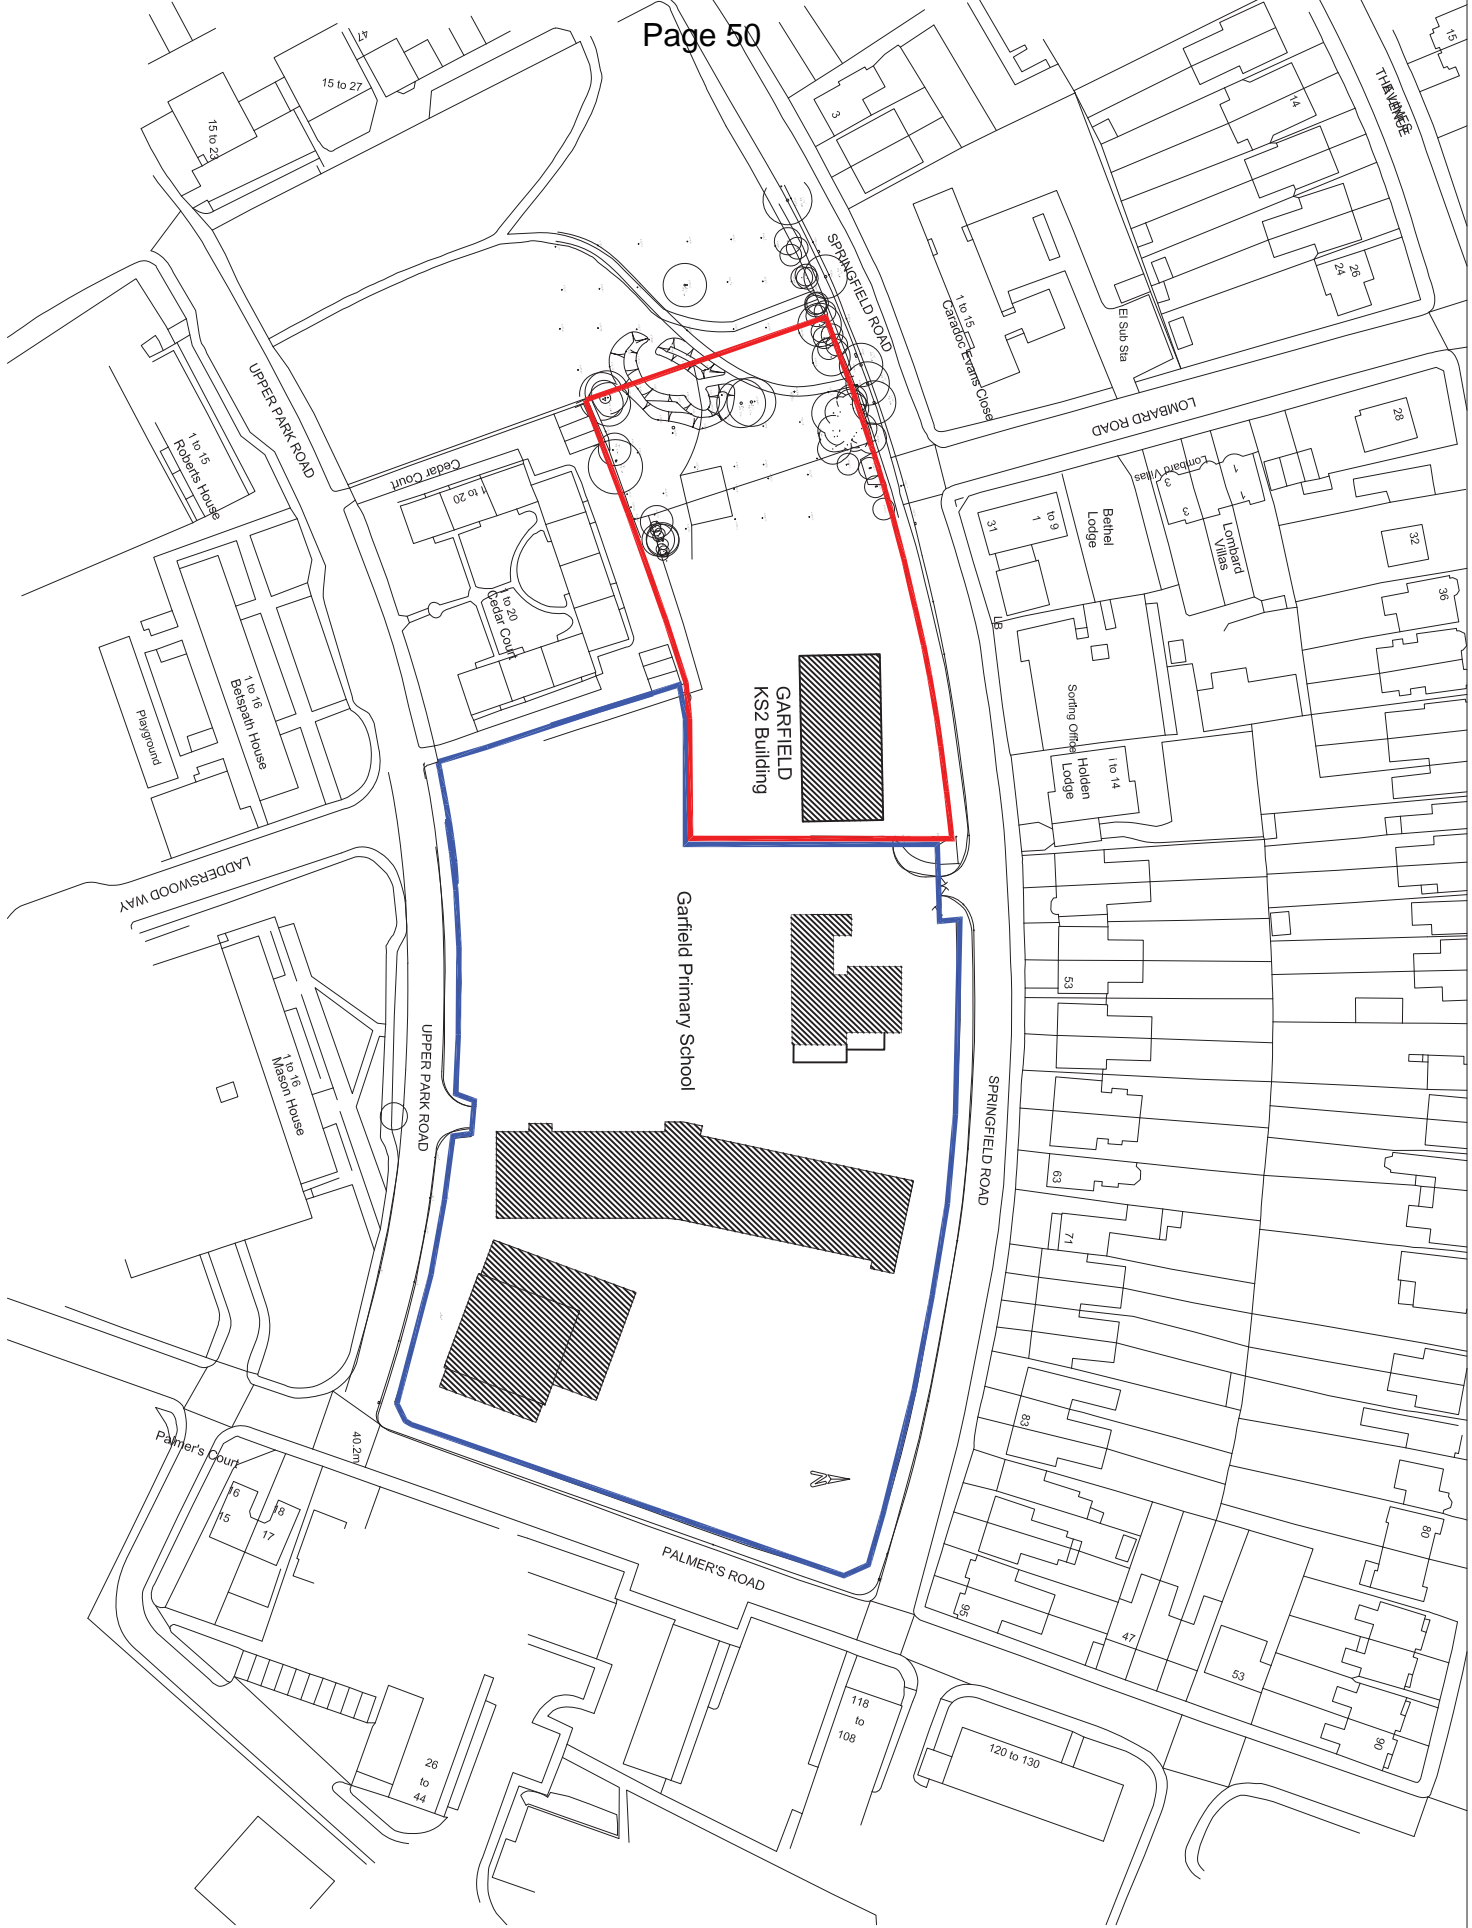 Page 50
47
15 to 27
15 to 23
3
15
14
26
24
SPRINGFIELD ROAD
1 to 15
Caradoc Evans Close
El Sub Sta
LOMBARD ROAD
28
UPPER PARK ROAD
1 to 15
Roberts House
Cedar Court
1 to 20
1 to 20
Cedar Court
31
1
to 9
Bethel
Lodge
Lombard Villas
3
1
1
3
Lombard
Villas
32
36
LB
Sorting Office
1 to 16
Betspath House
Playground
GARFIELD
KS2 Building
i to 14
Holden
Lodge
LADDERSWOOD WAY
Garfield Primary School
53
1 to 16
Mason House
UPPER PARK ROAD
SPRINGFIELD ROAD
63
71
83
Palmer's Court
40.2m
16
15
18
17
N
80
PALMER'S ROAD
95
47
53
90
118
to
108
120 to 130
26
to
44